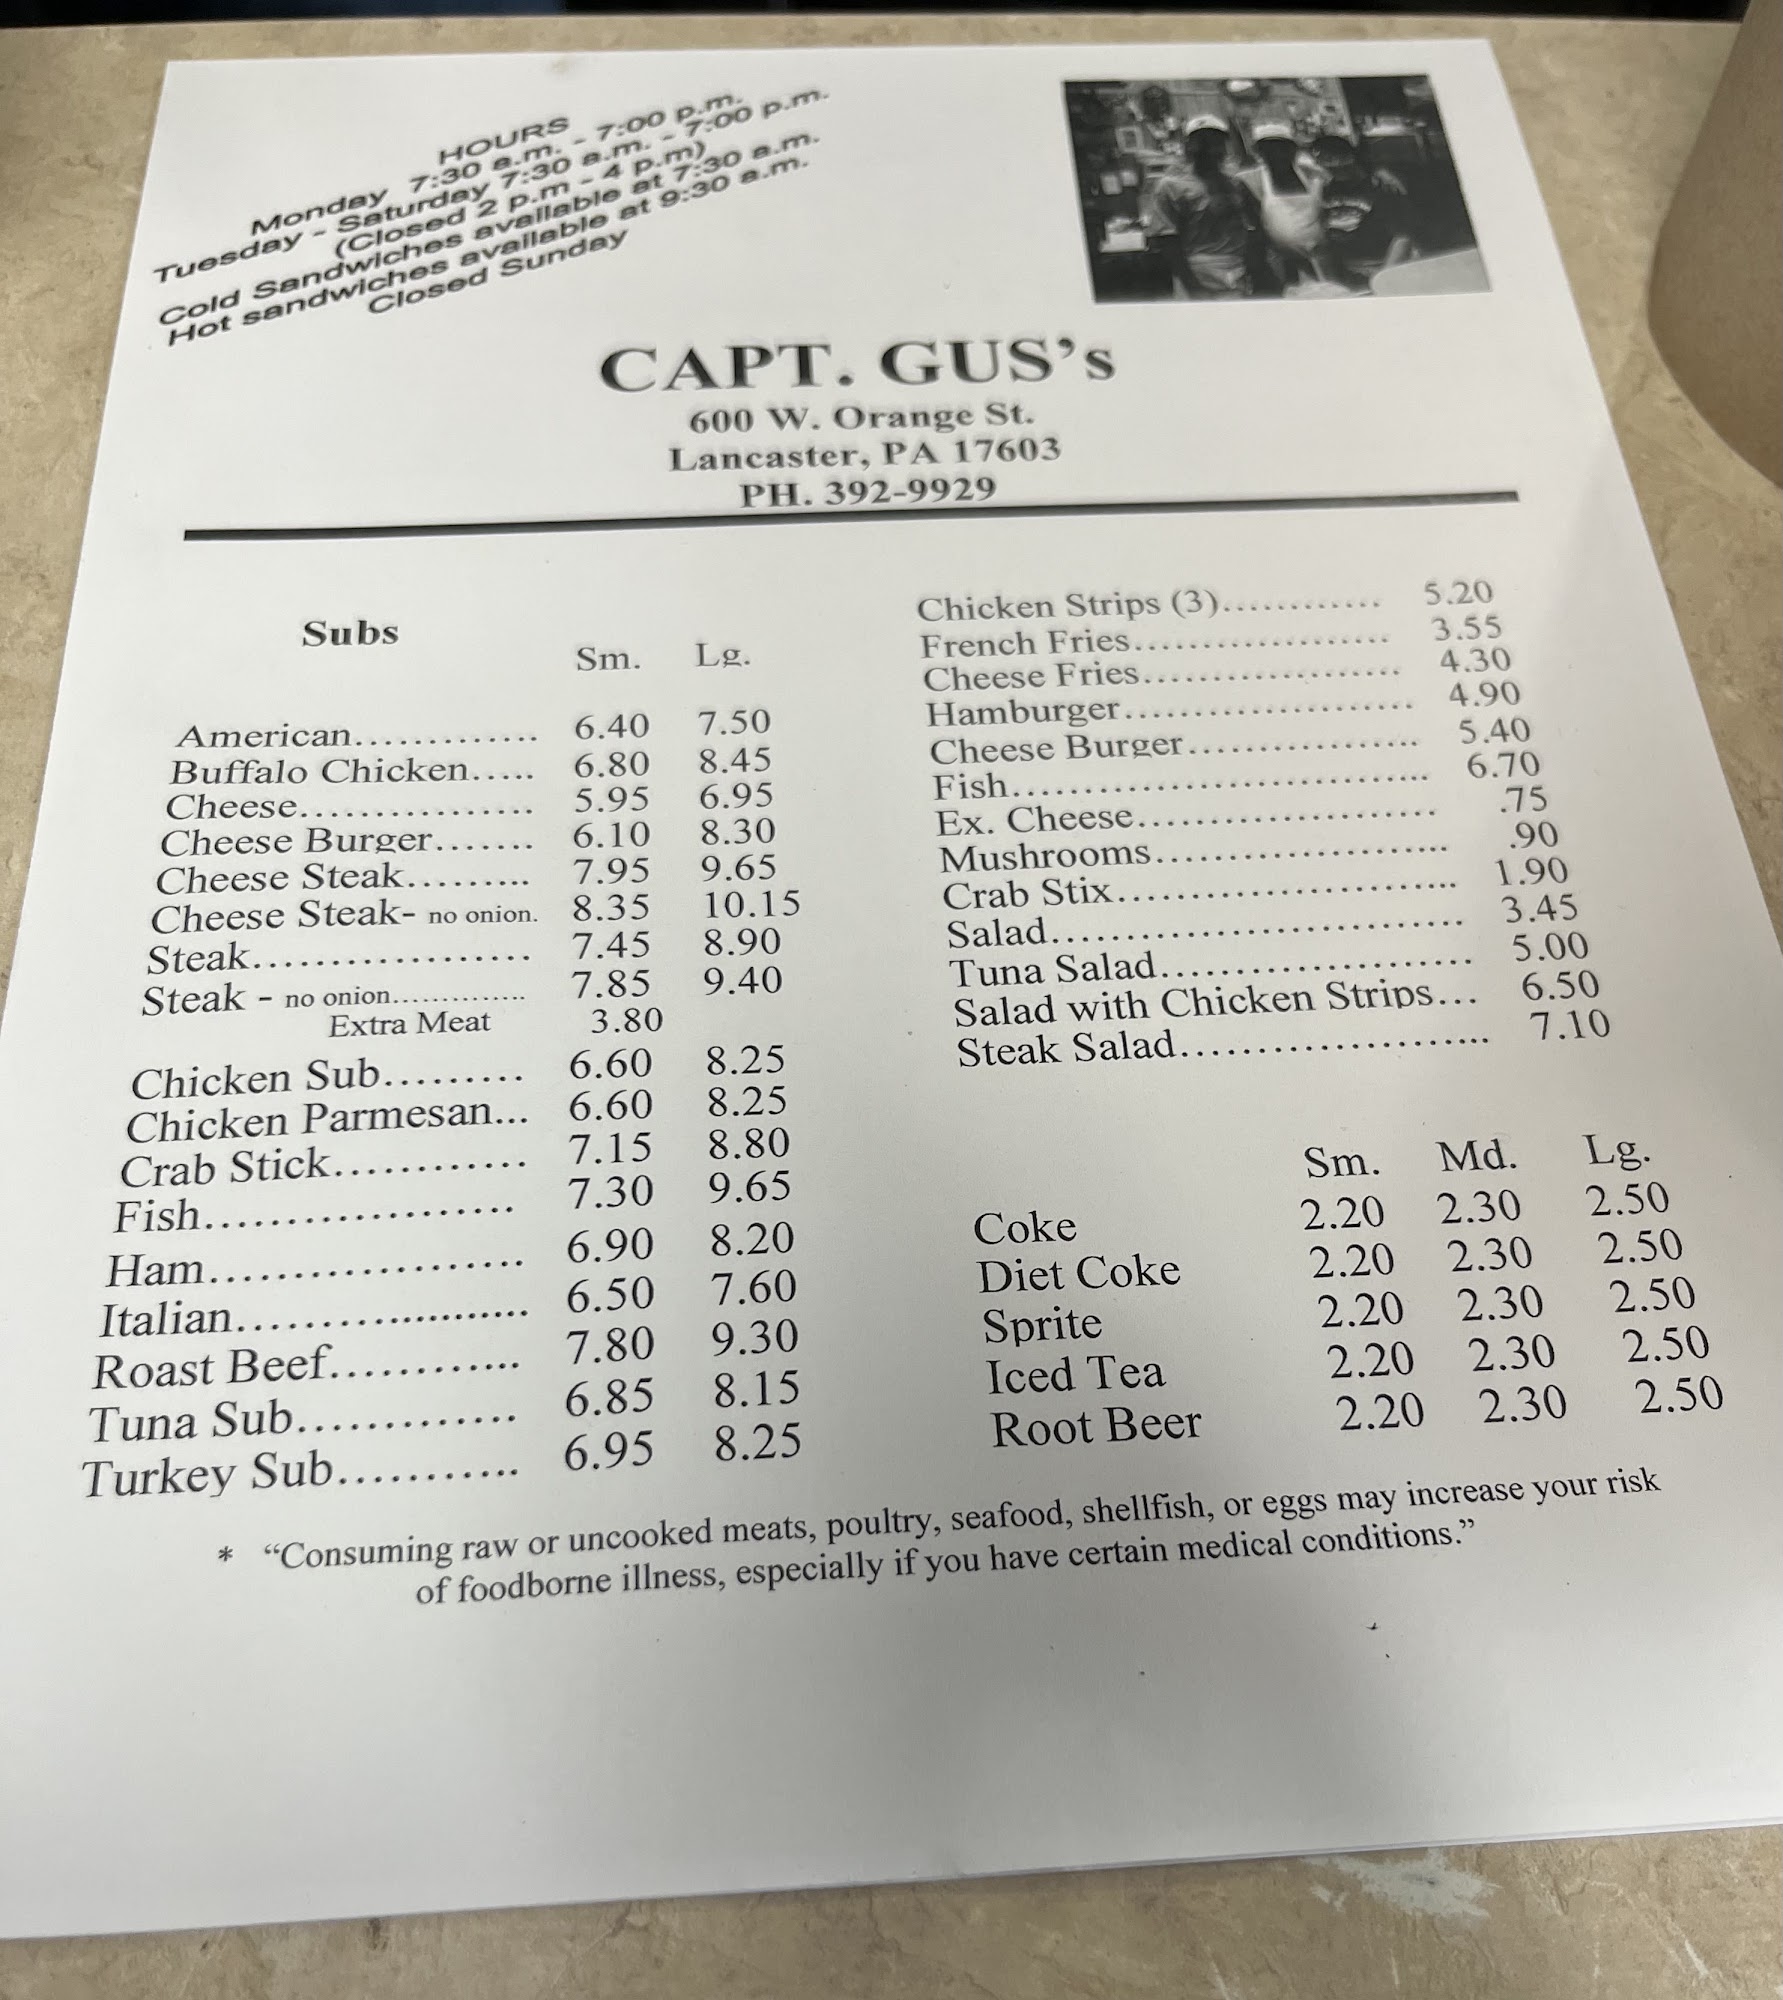 HOURS
Monday 7:30 a.m. - 7:00 p.m.
Tuesday - Saturday 7:30 a.m. - 7:00 p.m.
(Closed 2 p.m - 4 p.m)
Cold Sandwiches available at 7:30 a.m.
Hot sandwiches available at 9:30 a.m.
Closed Sunday
CAPT. GUS's
600 W. Orange St.
Lancaster, PA 17603
PH. 392-9929
Subs
Sm. Lg.
American............. 6.40 7.50
Buffalo Chicken..... 6.80 8.45
Cheese................ 5.95 6.95
Cheese Burger....... 6.10 8.30
Cheese Steak......... 7.95 9.65
Cheese Steak- no onion. 8.35 10.15
Steak................... 7.45 8.90
Steak - no onion.............. 7.85 9.40
Extra Meat 3.80
Chicken Sub......... 6.60 8.25
Chicken Parmesan... 6.60 8.25
Crab Stick............ 7.15 8.80
Fish................... 7.30 9.65
Ham.................... 6.90 8.20
Italian.................... 6.50 7.60
Roast Beef............ 7.80 9.30
Tuna Sub............. 6.85 8.15
Turkey Sub........... 6.95 8.25
Chicken Strips (3)............ 5.20
French Fries................... 3.55
Cheese Fries................... 4.30
Hamburger..................... 4.90
Cheese Burger................. 5.40
Fish............................. 6.70
Ex. Cheese..................... .75
Mushrooms..................... .90
Crab Stix........................ 1.90
Salad............................ 3.45
Tuna Salad..................... 5.00
Salad with Chicken Strips... 6.50
Steak Salad..................... 7.10
Sm. Md. Lg.
Coke 2.20 2.30 2.50
Diet Coke 2.20 2.30 2.50
Sprite 2.20 2.30 2.50
Iced Tea 2.20 2.30 2.50
Root Beer 2.20 2.30 2.50
* “Consuming raw or uncooked meats, poultry, seafood, shellfish, or eggs may increase your risk
of foodborne illness, especially if you have certain medical conditions.”